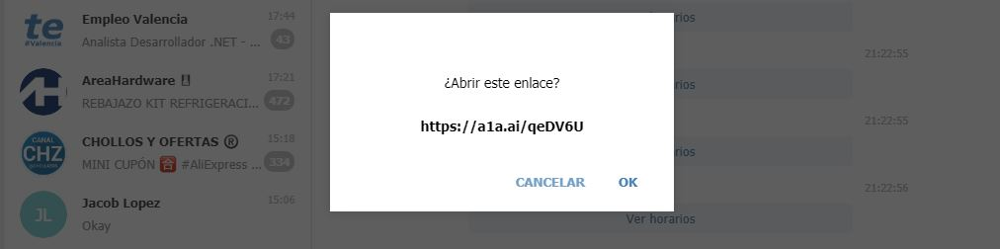 te
#Valencia
Empleo Valencia
17:44
Analista Desarrollador .NET - ...
43
AreaHardware
17:21
REBAJAZO KIT REFRIGERACI...
472
CANAL
CHZ
CHOLLOS Y OFERTAS ®
15:18
MINI CUPÓN 🈴 #AliExpress ...
334
JL
Jacob Lopez
15:06
Okay
¿Abrir este enlace?
https://a1a.ai/qeDV6U
CANCELAR
OK
horarios
21:22:55
horarios
21:22:55
horarios
21:22:56
Ver horarios